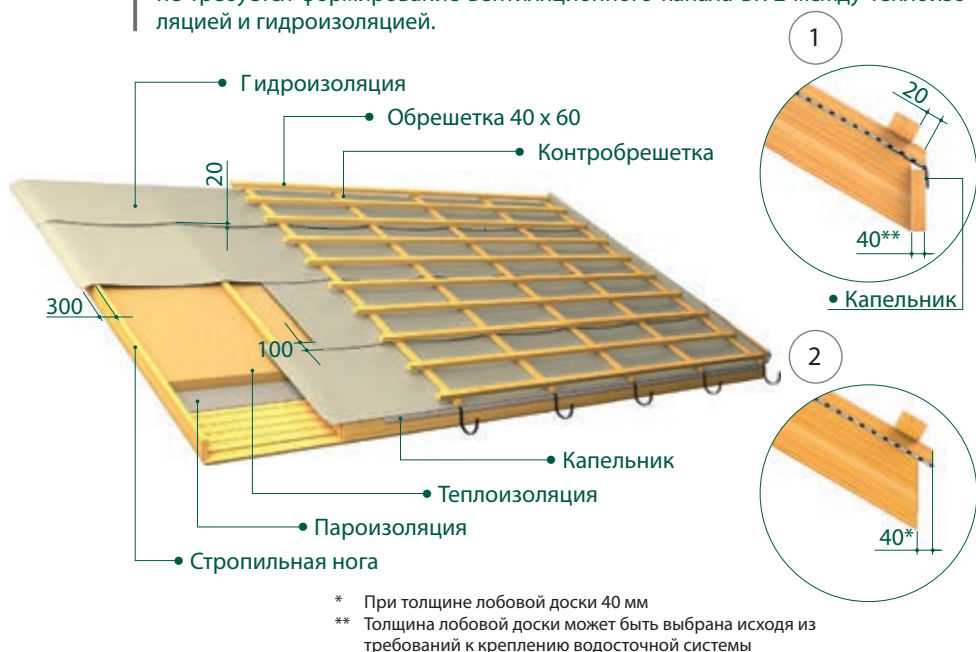 ляцией и гидроизоляцией.
1
Гидроизоляция
20
Обрешетка 40 x 60
Контробрешетка
20
40**
Капельник
300
100
2
Капельник
Теплоизоляция
Пароизоляция
Стропильная нога
40*
* При толщине лобовой доски 40 мм
** Толщина лобовой доски может быть выбрана исходя из
требований к креплению водосточной системы